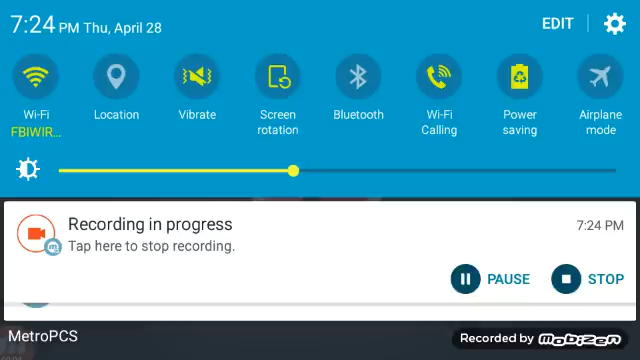 7:24 PM Thu, April 28
EDIT
Wi-Fi
FBIWIR...
Location
Vibrate
Screen
rotation
Bluetooth
Wi-Fi
Calling
Power
saving
Airplane
mode
Recording in progress
7:24 PM
Tap here to stop recording.
PAUSE
STOP
MetroPCS
Recorded by Mobizen